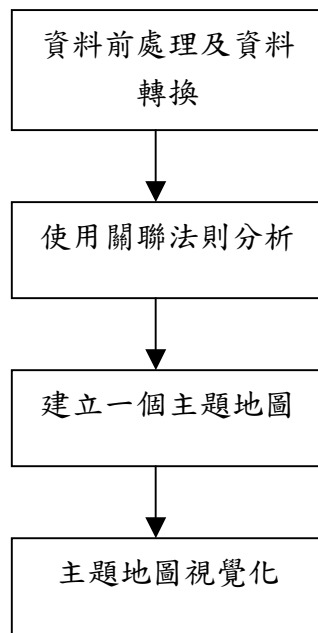 資料前處理及資料
轉換
使用關聯法則分析
建立一個主題地圖
主題地圖視覺化